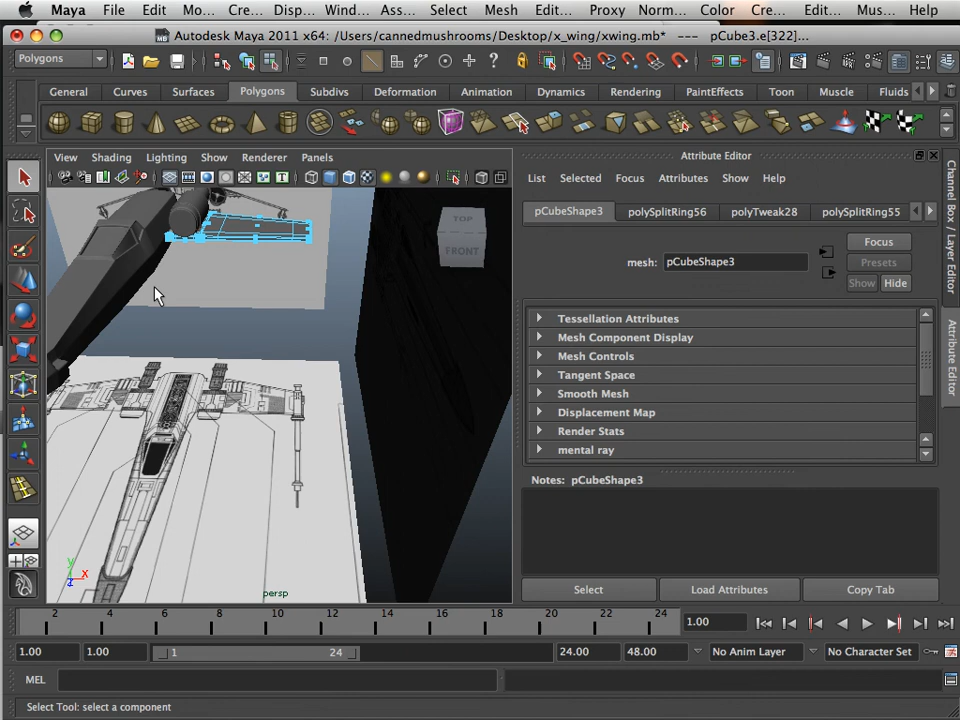 Maya File Edit Mo... Cre... Disp... Wind... Ass... Select Mesh Edit... Proxy Norm... Color Cre... Edit... Mus... Help
Autodesk Maya 2011 x64: /Users/cannedmushrooms/Desktop/x_wing/xwing.mb* --- pCube3.e[322]...
Polygons
General Curves Surfaces Polygons Subdivs Deformation Animation Dynamics Rendering PaintEffects Toon Muscle Fluids
View Shading Lighting Show Renderer Panels
Attribute Editor
List Selected Focus Attributes Show Help
pCubeShape3 polySplitRing56 polyTweak28 polySplitRing55
mesh: pCubeShape3
Focus
Presets
Show Hide
Tessellation Attributes
Mesh Component Display
Mesh Controls
Tangent Space
Smooth Mesh
Displacement Map
Render Stats
mental ray
Notes: pCubeShape3
Select Load Attributes Copy Tab
Channel Box / Layer Editor
Attribute Editor
TOP
FRONT
y
x
z
persp
2 4 6 8 10 12 14 16 18 20 22 24
1.00
1.00 1.00 1 24 24.00 48.00 No Anim Layer No Character Set
MEL
Select Tool: select a component